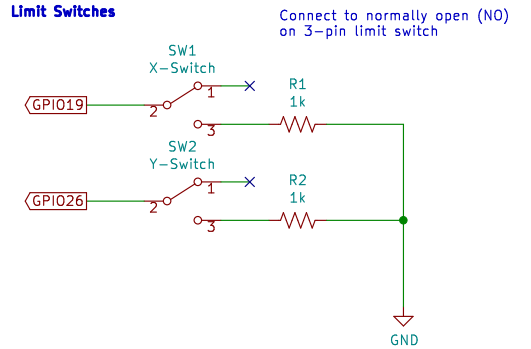 Limit Switches
Connect to normally open (NO)
on 3-pin limit switch
SW1
X-Switch
GPIO19
2
1
3
R1
1k
SW2
Y-Switch
GPIO26
2
1
3
R2
1k
GND